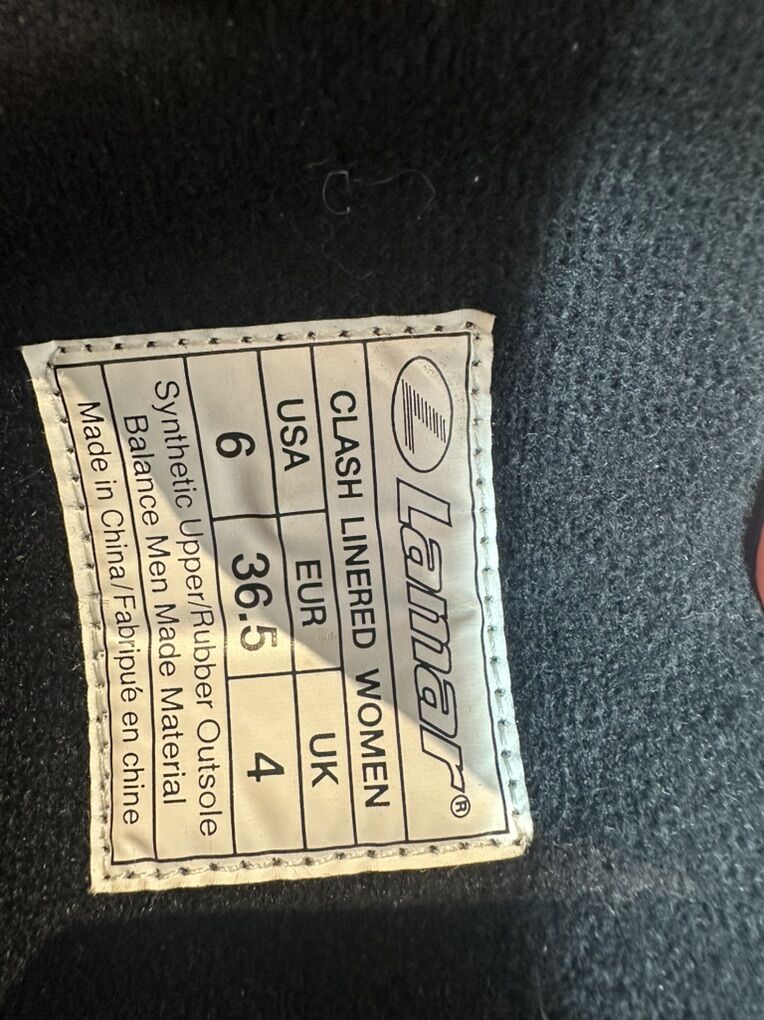 Lamar®
CLASH LINERED WOMEN
USA EUR UK
6 36.5 4
Synthetic Upper/Rubber Outsole
Balance Men Made Material
Made in China/Fabripué en chine